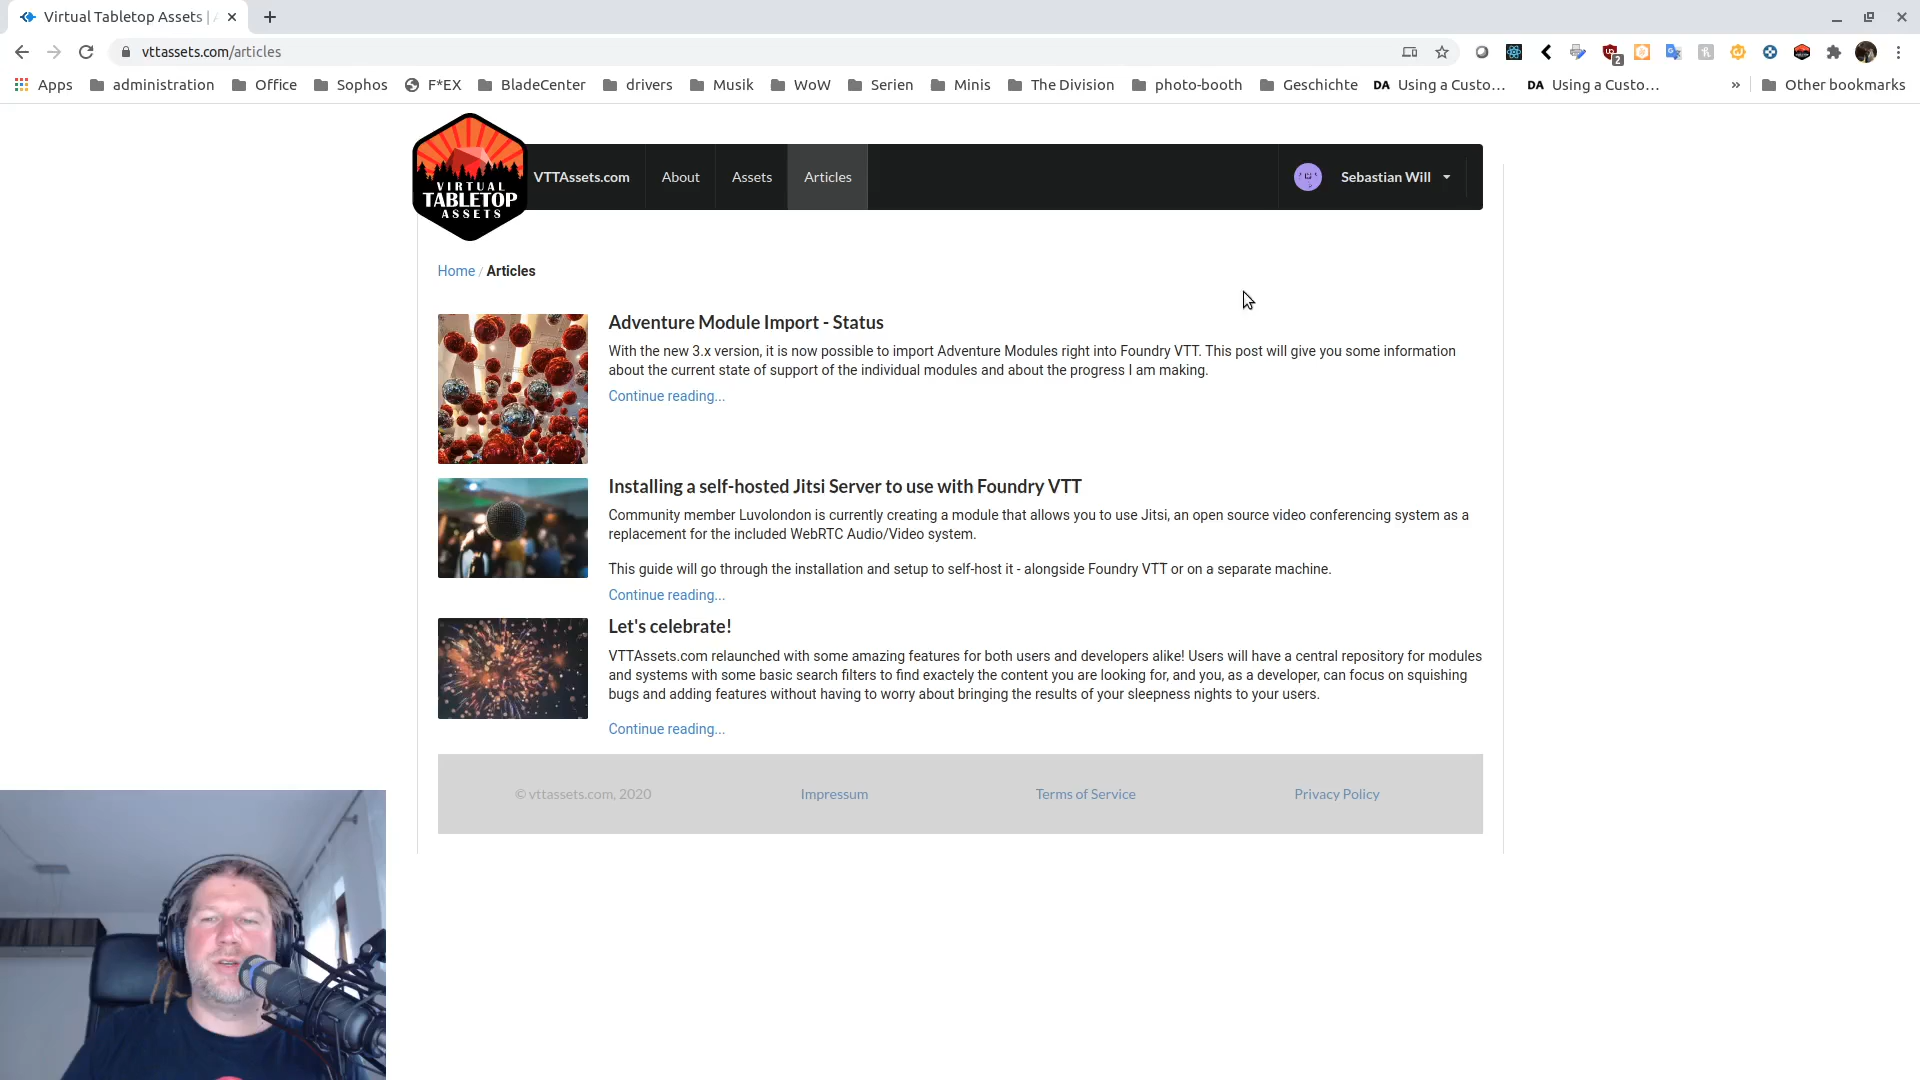 Virtual Tabletop Assets |
vttassets.com/articles
2
Apps administration Office Sophos F*EX BladeCenter drivers Musik WoW Serien Minis The Division photo-booth Geschichte DA Using a Custo... DA Using a Custo... » Other bookmarks
VIRTUAL
TABLETOP
ASSETS
VTTAssets.com About Assets Articles Sebastian Will
Home / Articles
Adventure Module Import - Status
With the new 3.x version, it is now possible to import Adventure Modules right into Foundry VTT. This post will give you some information
about the current state of support of the individual modules and about the progress I am making.
Continue reading...
Installing a self-hosted Jitsi Server to use with Foundry VTT
Community member Luvolondon is currently creating a module that allows you to use Jitsi, an open source video conferencing system as a
replacement for the included WebRTC Audio/Video system.
This guide will go through the installation and setup to self-host it - alongside Foundry VTT or on a separate machine.
Continue reading...
Let's celebrate!
VTTAssets.com relaunched with some amazing features for both users and developers alike! Users will have a central repository for modules
and systems with some basic search filters to find exactely the content you are looking for, and you, as a developer, can focus on squishing
bugs and adding features without having to worry about bringing the results of your sleepness nights to your users.
Continue reading...
© vttassets.com, 2020 Impressum Terms of Service Privacy Policy